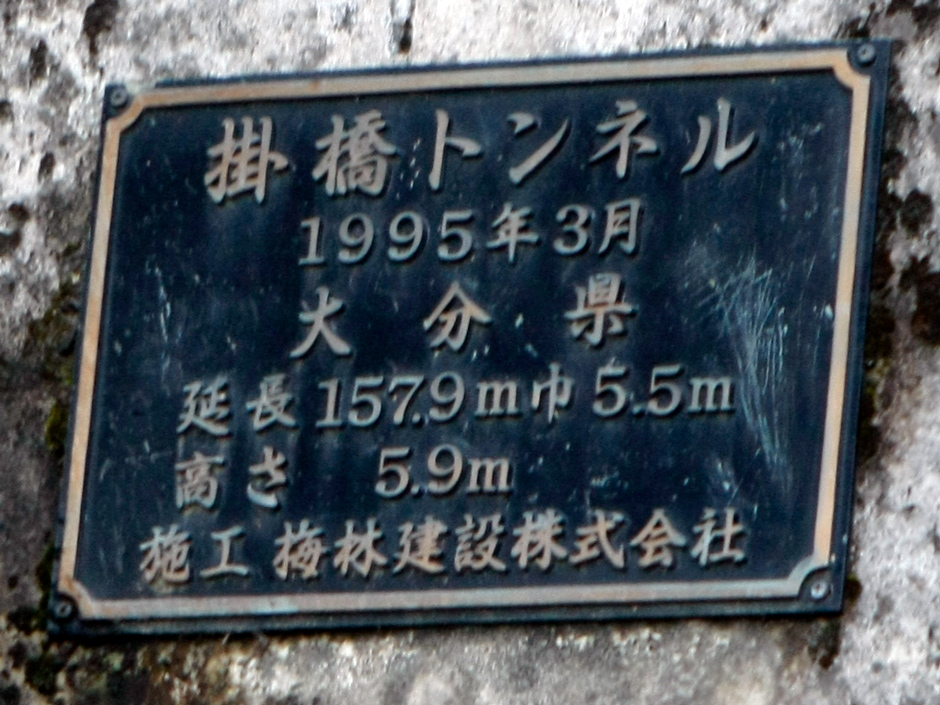 掛橋トンネル
1995年3月
大分県
延長157.9m巾5.5m
高さ 5.9m
施工 梅林建設株式会社